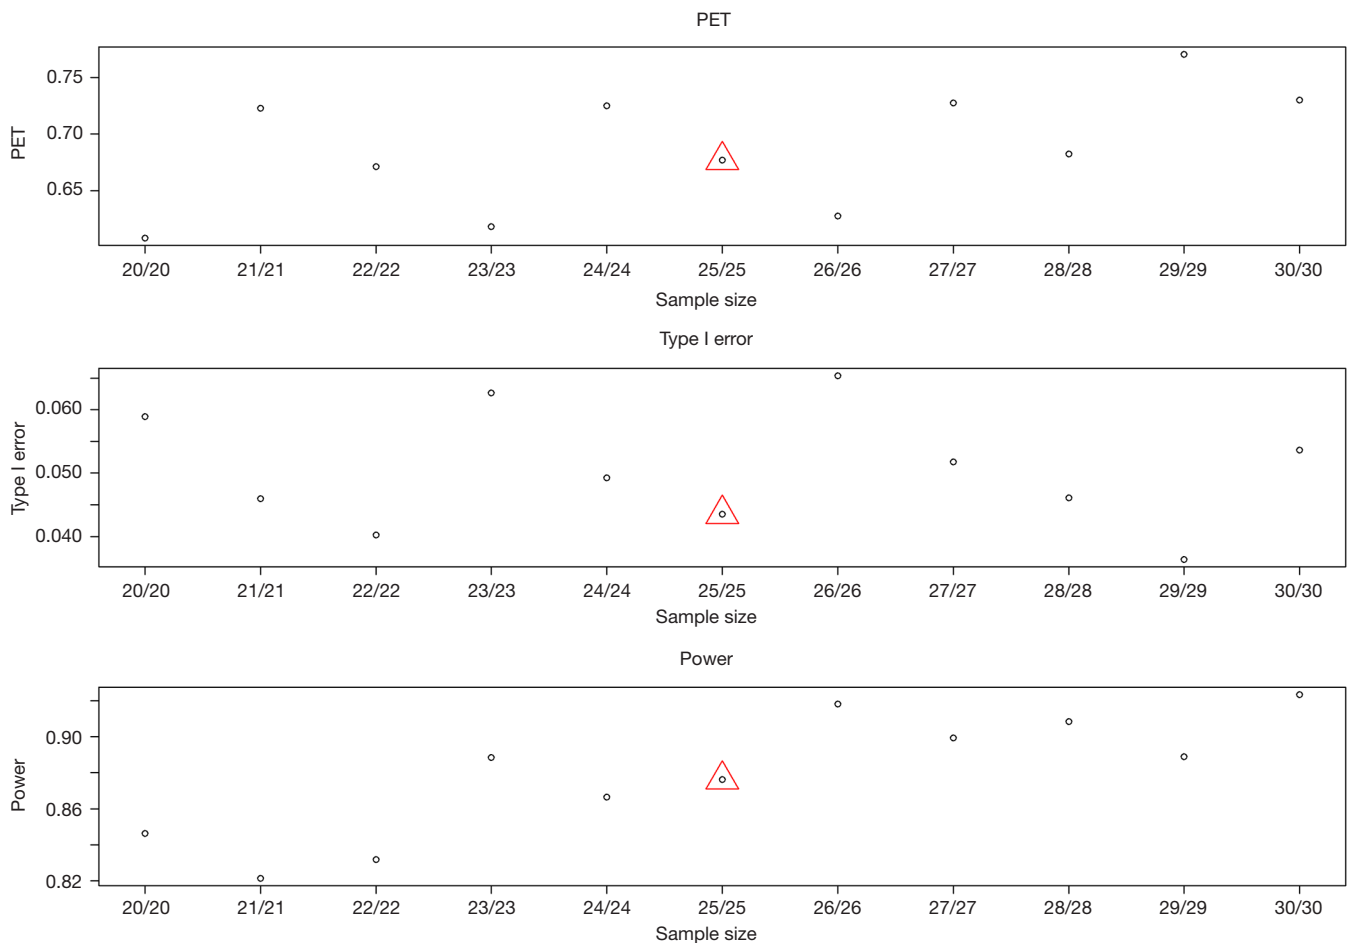 PET
PET
0.75
0.70
0.65
20/20 21/21 22/22 23/23 24/24 25/25 26/26 27/27 28/28 29/29 30/30
Sample size
Type I error
Type I error
0.060
0.050
0.040
20/20 21/21 22/22 23/23 24/24 25/25 26/26 27/27 28/28 29/29 30/30
Sample size
Power
Power
0.90
0.86
0.82
20/20 21/21 22/22 23/23 24/24 25/25 26/26 27/27 28/28 29/29 30/30
Sample size